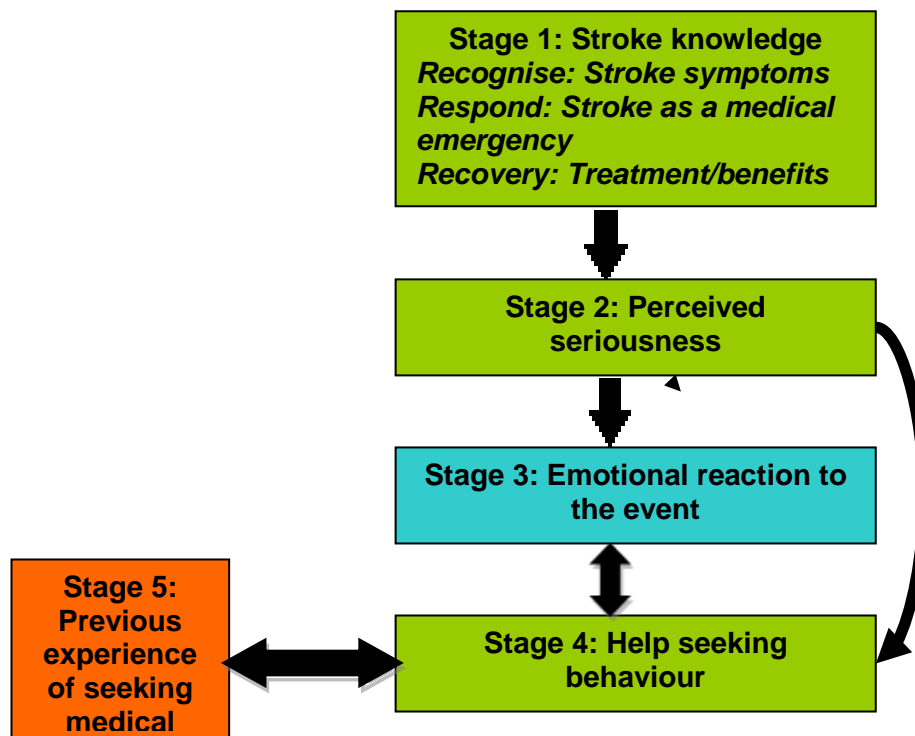 Stage 1: Stroke knowledge
Recognise: Stroke symptoms
Respond: Stroke as a medical
emergency
Recovery: Treatment/benefits
Stage 2: Perceived
seriousness
Stage 3: Emotional reaction to
the event
Stage 4: Help seeking
behaviour
Stage 5:
Previous
experience
of seeking
medical